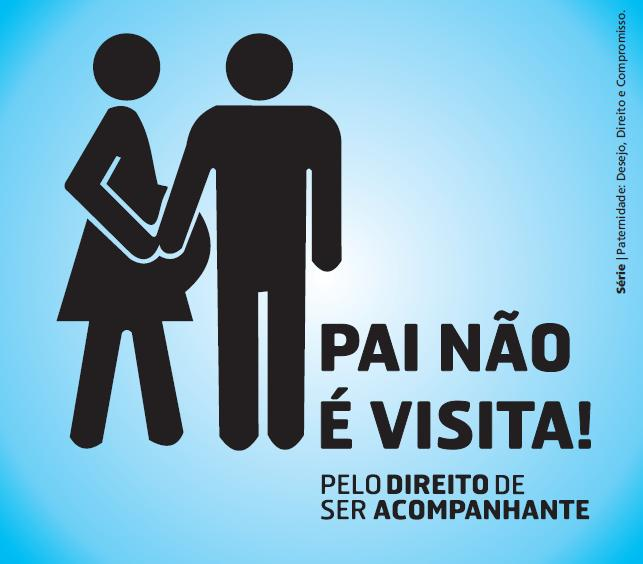 PAI NÃO
É VISITA!
PELO DIREITO DE
SER ACOMPANHANTE
Série | Paternidade: Desejo, Direito e Compromisso.